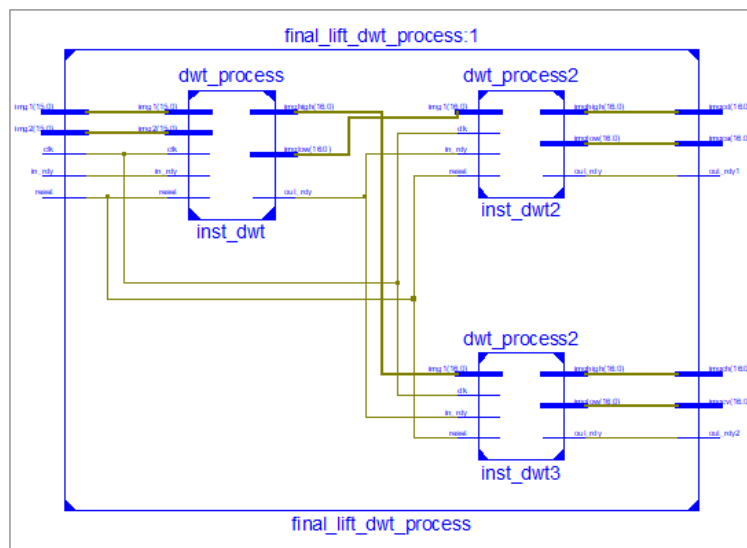 final_lift_dwt_process:1
dwt_process
dwt_process2
img1(15:0)
img1(15:0)
imghigh(16:0)
img1(16:0)
imghigh(16:0)
img2(15:0)
img2(15:0)
clk
clk
clk
imglow(16:0)
imglow(16:0)
in_rdy
in_rdy
in_rdy
reset
reset
out_rdy
reset
out_rdy
out_rdy1
inst_dwt
inst_dwt2
dwt_process2
img1(16:0)
imghigh(16:0)
clk
imglow(16:0)
in_rdy
reset
out_rdy
out_rdy2
inst_dwt3
final_lift_dwt_process